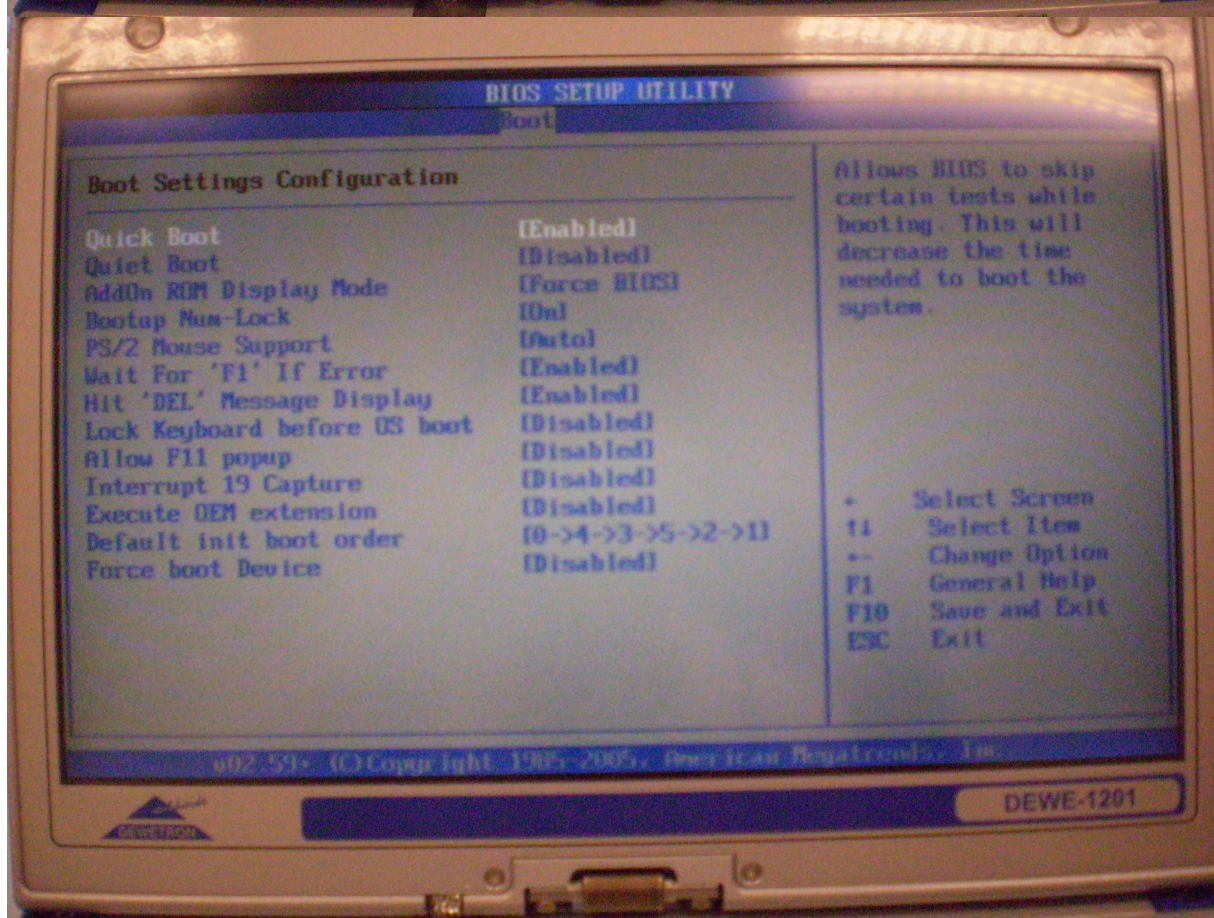 BIOS SETUP UTILITY
Boot
Boot Settings Configuration
Quick Boot [Enabled]
Quiet Boot [Disabled]
AddOn ROM Display Mode [Force BIOS]
Bootup Num-Lock [On]
PS/2 Mouse Support [Auto]
Wait For 'F1' If Error [Enabled]
Hit 'DEL' Message Display [Enabled]
Lock Keyboard before OS boot [Disabled]
Allow F11 popup [Disabled]
Interrupt 19 Capture [Disabled]
Execute OEM extension [Disabled]
Default init boot order [0->4->3->5->2->1]
Force boot Device [Disabled]
Allows BIOS to skip
certain tests while
booting. This will
decrease the time
needed to boot the
system.
← Select Screen
↑↓ Select Item
+- Change Option
F1 General Help
F10 Save and Exit
ESC Exit
v02.59+ (C)Copyright 1985-2005, American Megatrends, Inc.
DEWETRON
DEWE-1201